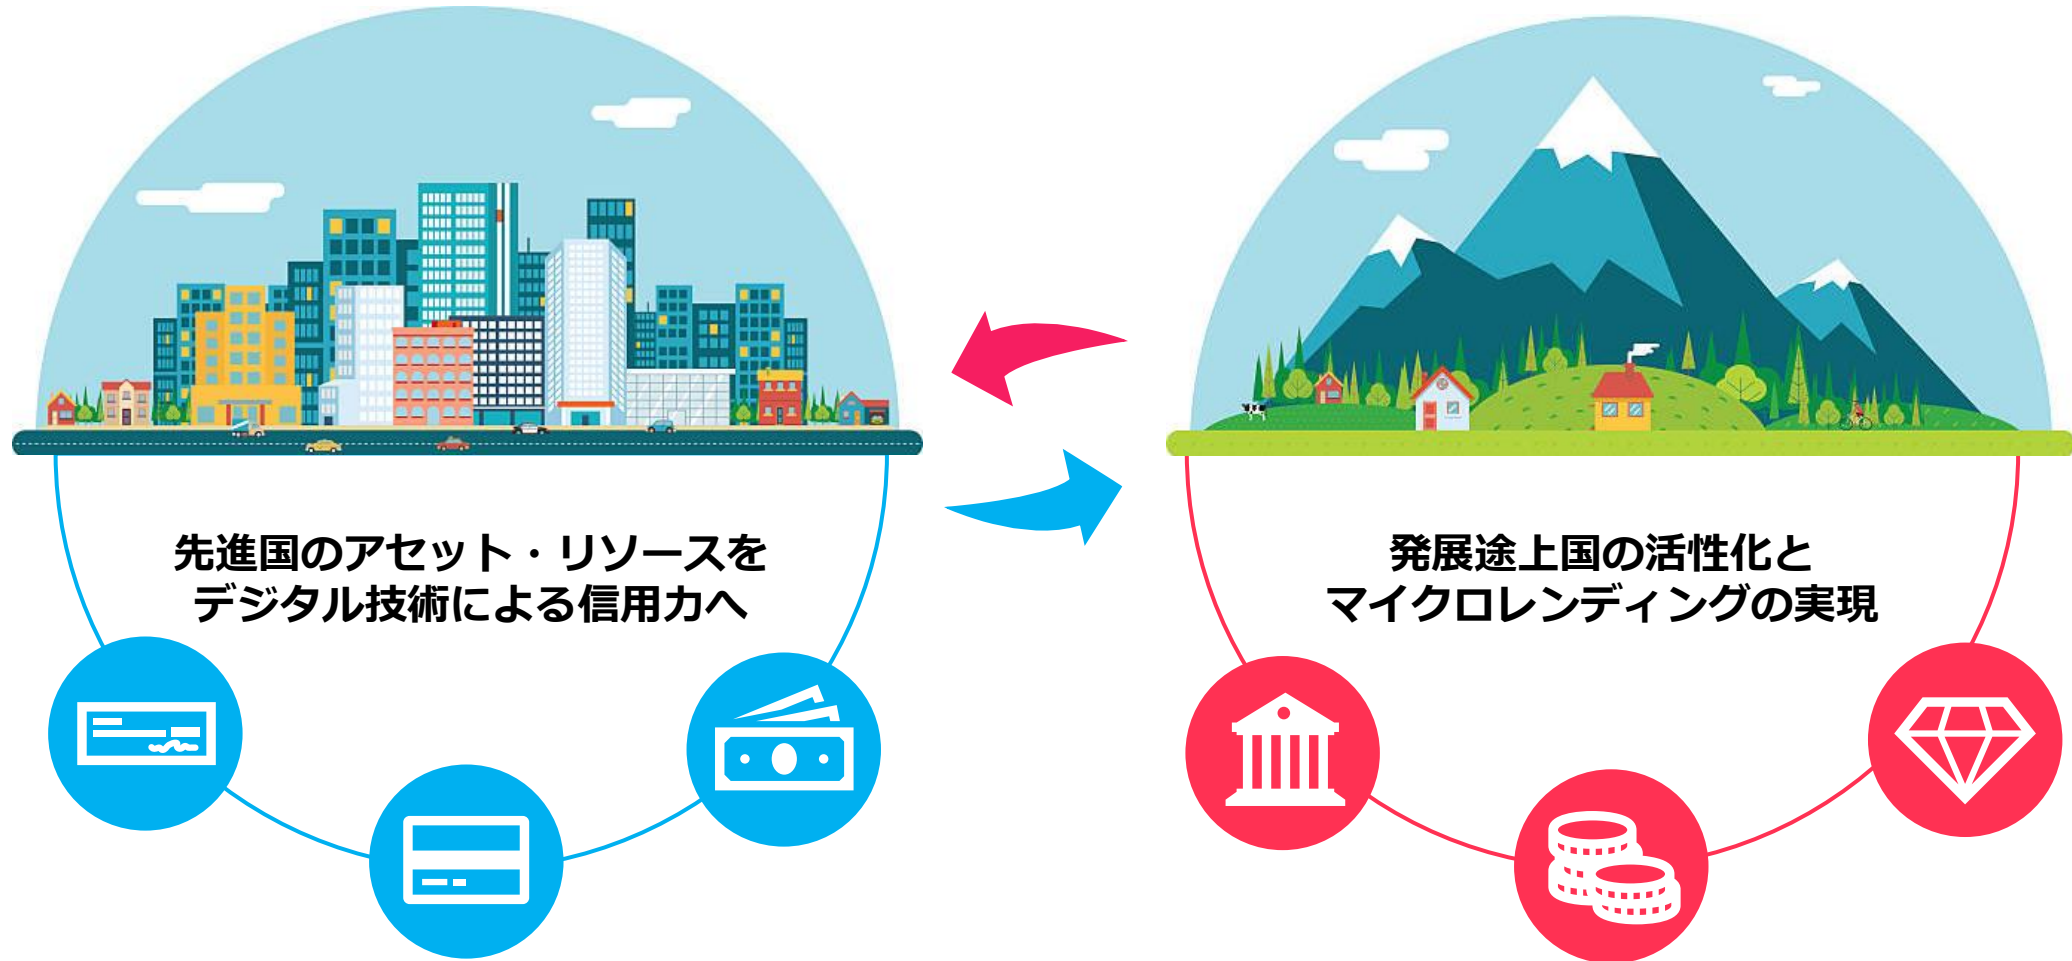 先進国のアセット・リソースを
デジタル技術による信用力へ
発展途上国の活性化と
マイクロレンディングの実現